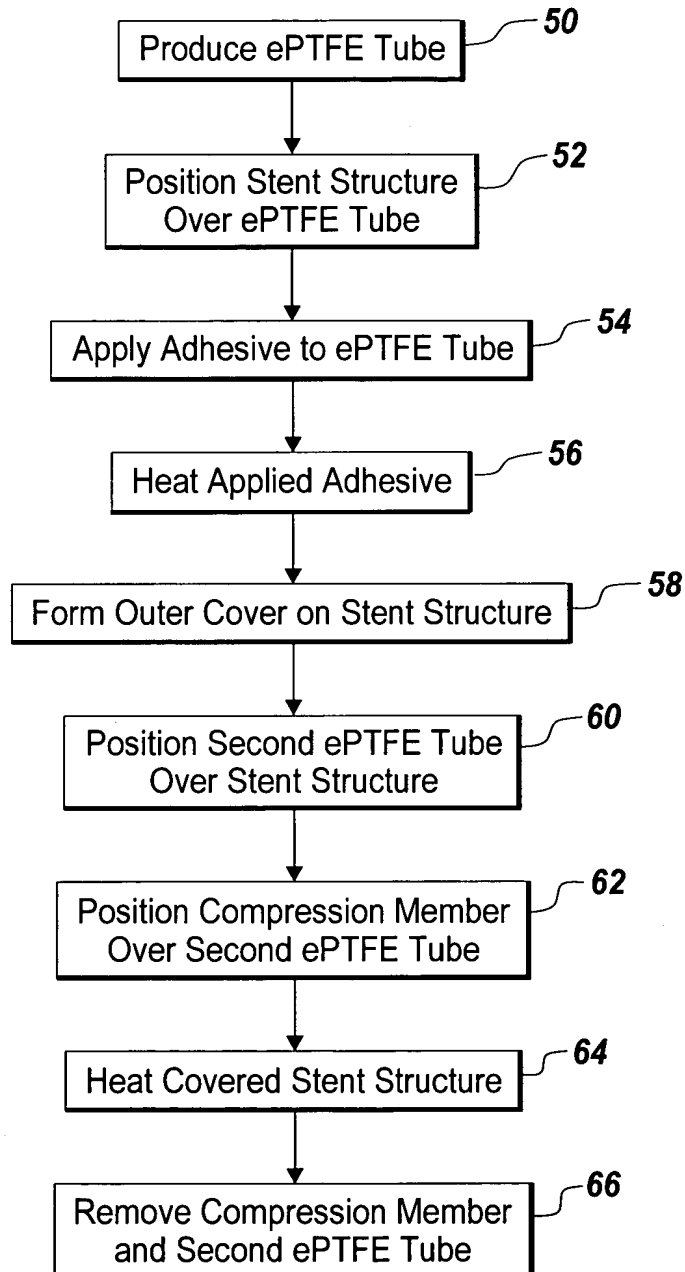 50
Produce ePTFE Tube
52
Position Stent Structure
Over ePTFE Tube
54
Apply Adhesive to ePTFE Tube
56
Heat Applied Adhesive
58
Form Outer Cover on Stent Structure
60
Position Second ePTFE Tube
Over Stent Structure
62
Position Compression Member
Over Second ePTFE Tube
64
Heat Covered Stent Structure
66
Remove Compression Member
and Second ePTFE Tube